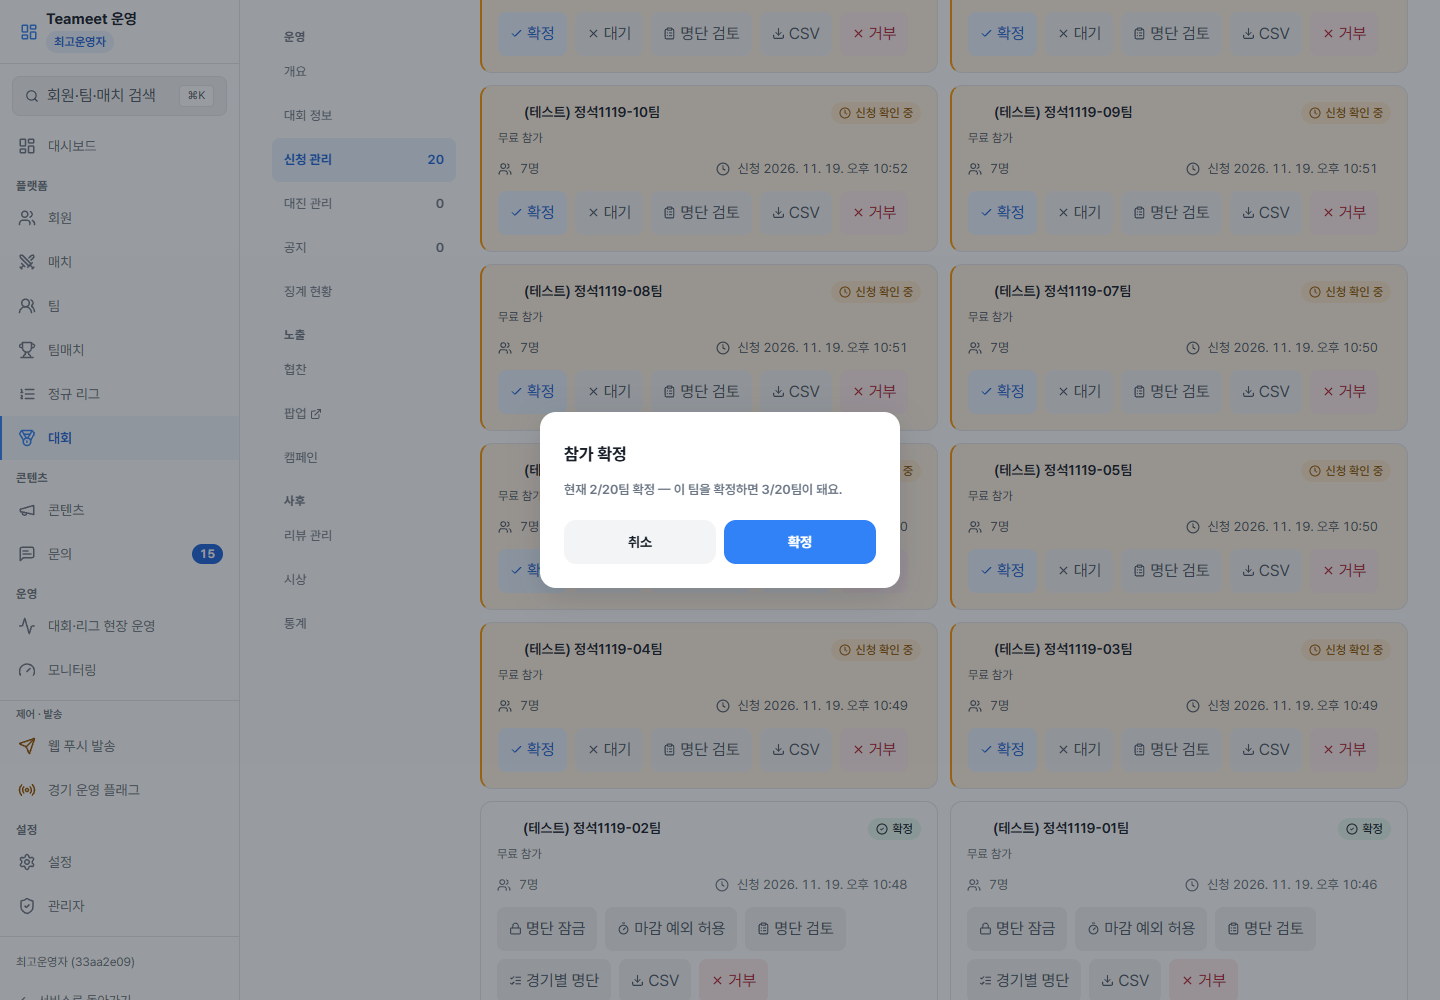 Teameet 운영
최고운영자
회원·팀·매치 검색
⌘K
대시보드
플랫폼
회원
매치
팀
팀매치
정규 리그
대회
콘텐츠
콘텐츠
문의
15
운영
대회·리그 현장 운영
모니터링
제어 · 발송
웹 푸시 발송
경기 운영 플래그
설정
설정
관리자
최고운영자 (33aa2e09)
운영
개요
대회 정보
신청 관리
20
대진 관리
0
공지
0
징계 현황
노출
협찬
팝업
캠페인
사후
리뷰 관리
시상
통계
확정 대기 명단 검토 CSV 거부
확정 대기 명단 검토 CSV 거부
(테스트) 정석1119-10팀
신청 확인 중
무료 참가
7명
신청 2026. 11. 19. 오후 10:52
확정 대기 명단 검토 CSV 거부
(테스트) 정석1119-09팀
신청 확인 중
무료 참가
7명
신청 2026. 11. 19. 오후 10:51
확정 대기 명단 검토 CSV 거부
(테스트) 정석1119-08팀
신청 확인 중
무료 참가
7명
신청 2026. 11. 19. 오후 10:51
확정 대기 명단 검토 CSV 거부
(테스트) 정석1119-07팀
신청 확인 중
무료 참가
7명
신청 2026. 11. 19. 오후 10:50
확정 대기 명단 검토 CSV 거부
참가 확정
현재 2/20팀 확정 — 이 팀을 확정하면 3/20팀이 돼요.
취소
확정
(테스트) 정석1119-05팀
신청 확인 중
무료 참가
7명
신청 2026. 11. 19. 오후 10:50
확정 대기 명단 검토 CSV 거부
(테스트) 정석1119-04팀
신청 확인 중
무료 참가
7명
신청 2026. 11. 19. 오후 10:49
확정 대기 명단 검토 CSV 거부
(테스트) 정석1119-03팀
신청 확인 중
무료 참가
7명
신청 2026. 11. 19. 오후 10:49
확정 대기 명단 검토 CSV 거부
(테스트) 정석1119-02팀
확정
무료 참가
7명
신청 2026. 11. 19. 오후 10:48
명단 잠금 마감 예외 허용 명단 검토
경기별 명단 CSV 거부
(테스트) 정석1119-01팀
확정
무료 참가
7명
신청 2026. 11. 19. 오후 10:46
명단 잠금 마감 예외 허용 명단 검토
경기별 명단 CSV 거부